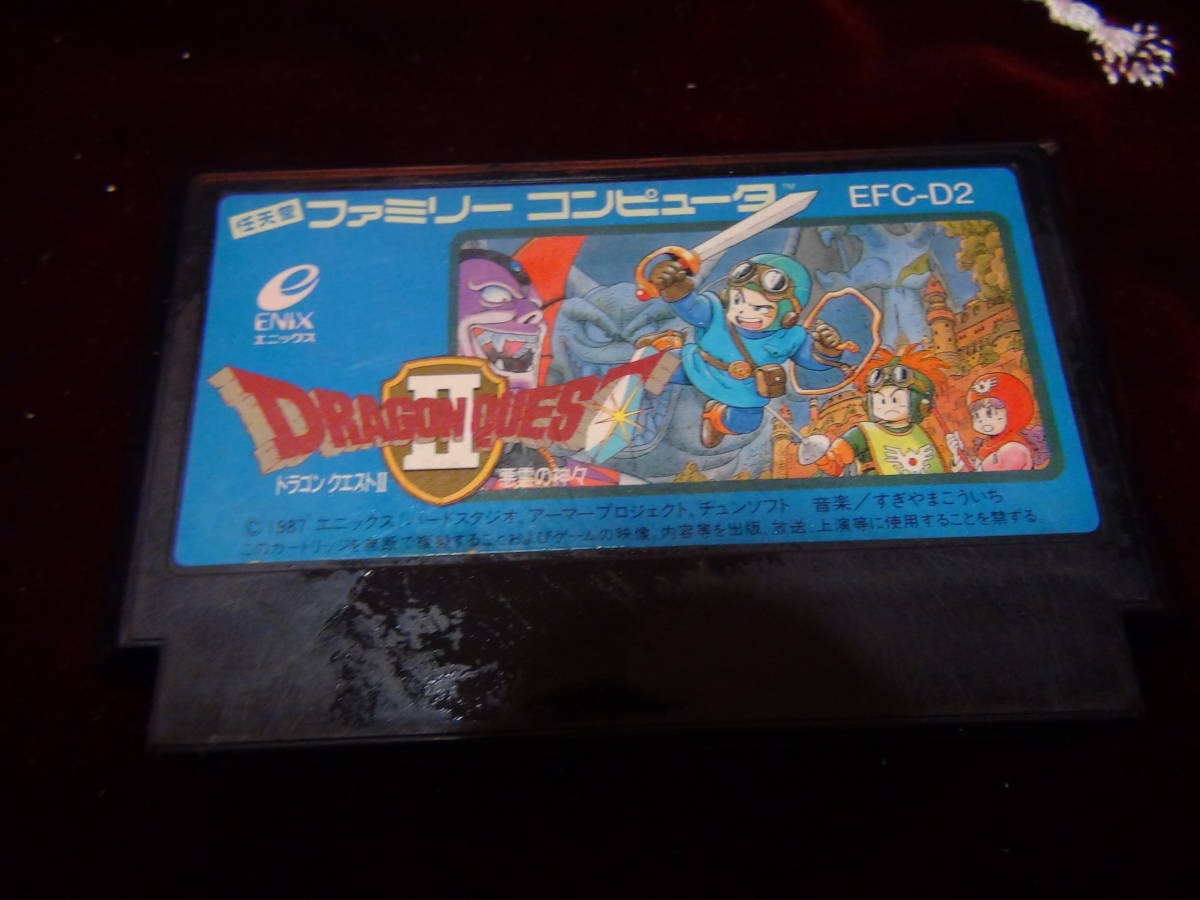 任天堂 ファミリー コンピュータ™ EFC-D2
ENIX
エニックス
DRAGON QUEST
II
ドラゴンクエストII 悪霊の神々
© 1987 エニックス バードスタジオ, アーマープロジェクト, チュンソフト 音楽/すぎやまこういち
このカートリッジを無断で複製することおよびゲームの映像, 内容等を出版, 放送, 上演等に使用することを禁ずる.